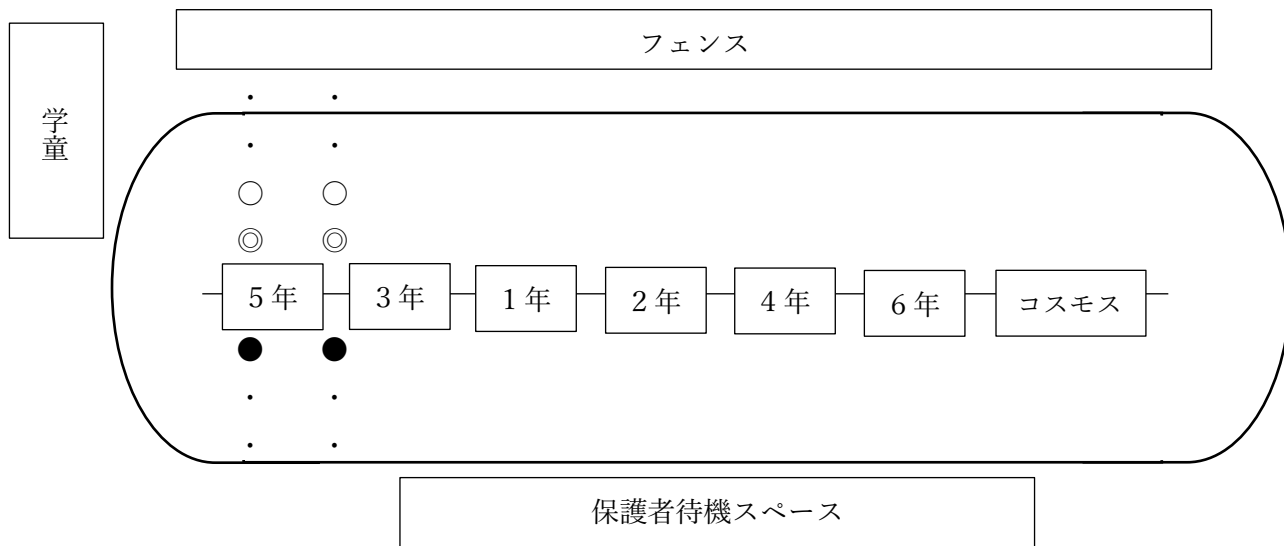 フェンス
学童
５年
３年
１年
２年
４年
６年
コスモス
保護者待機スペース